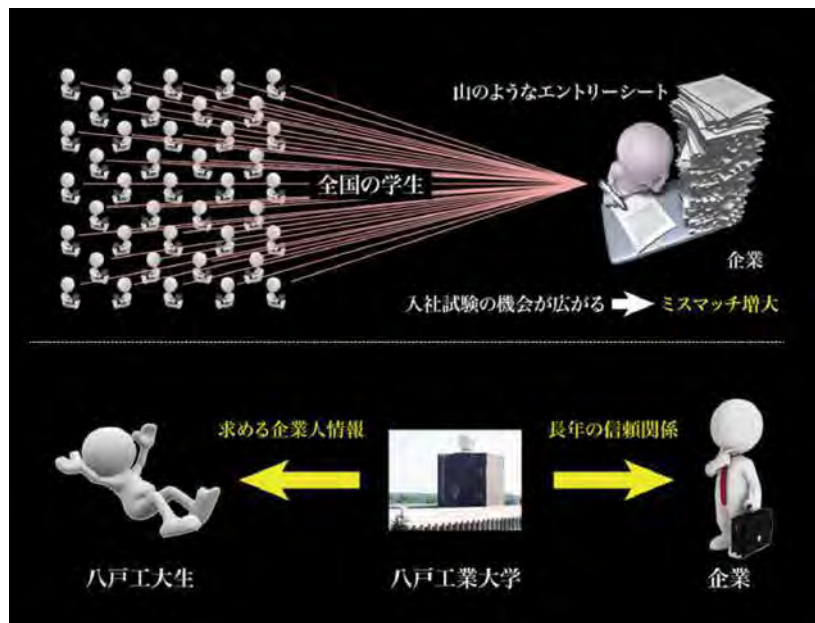 山のようなエントリーシート
全国の学生
企業
入社試験の機会が広がる
ミスマッチ増大
求める企業人情報
長年の信頼関係
八戸工大生
八戸工業大学
企業